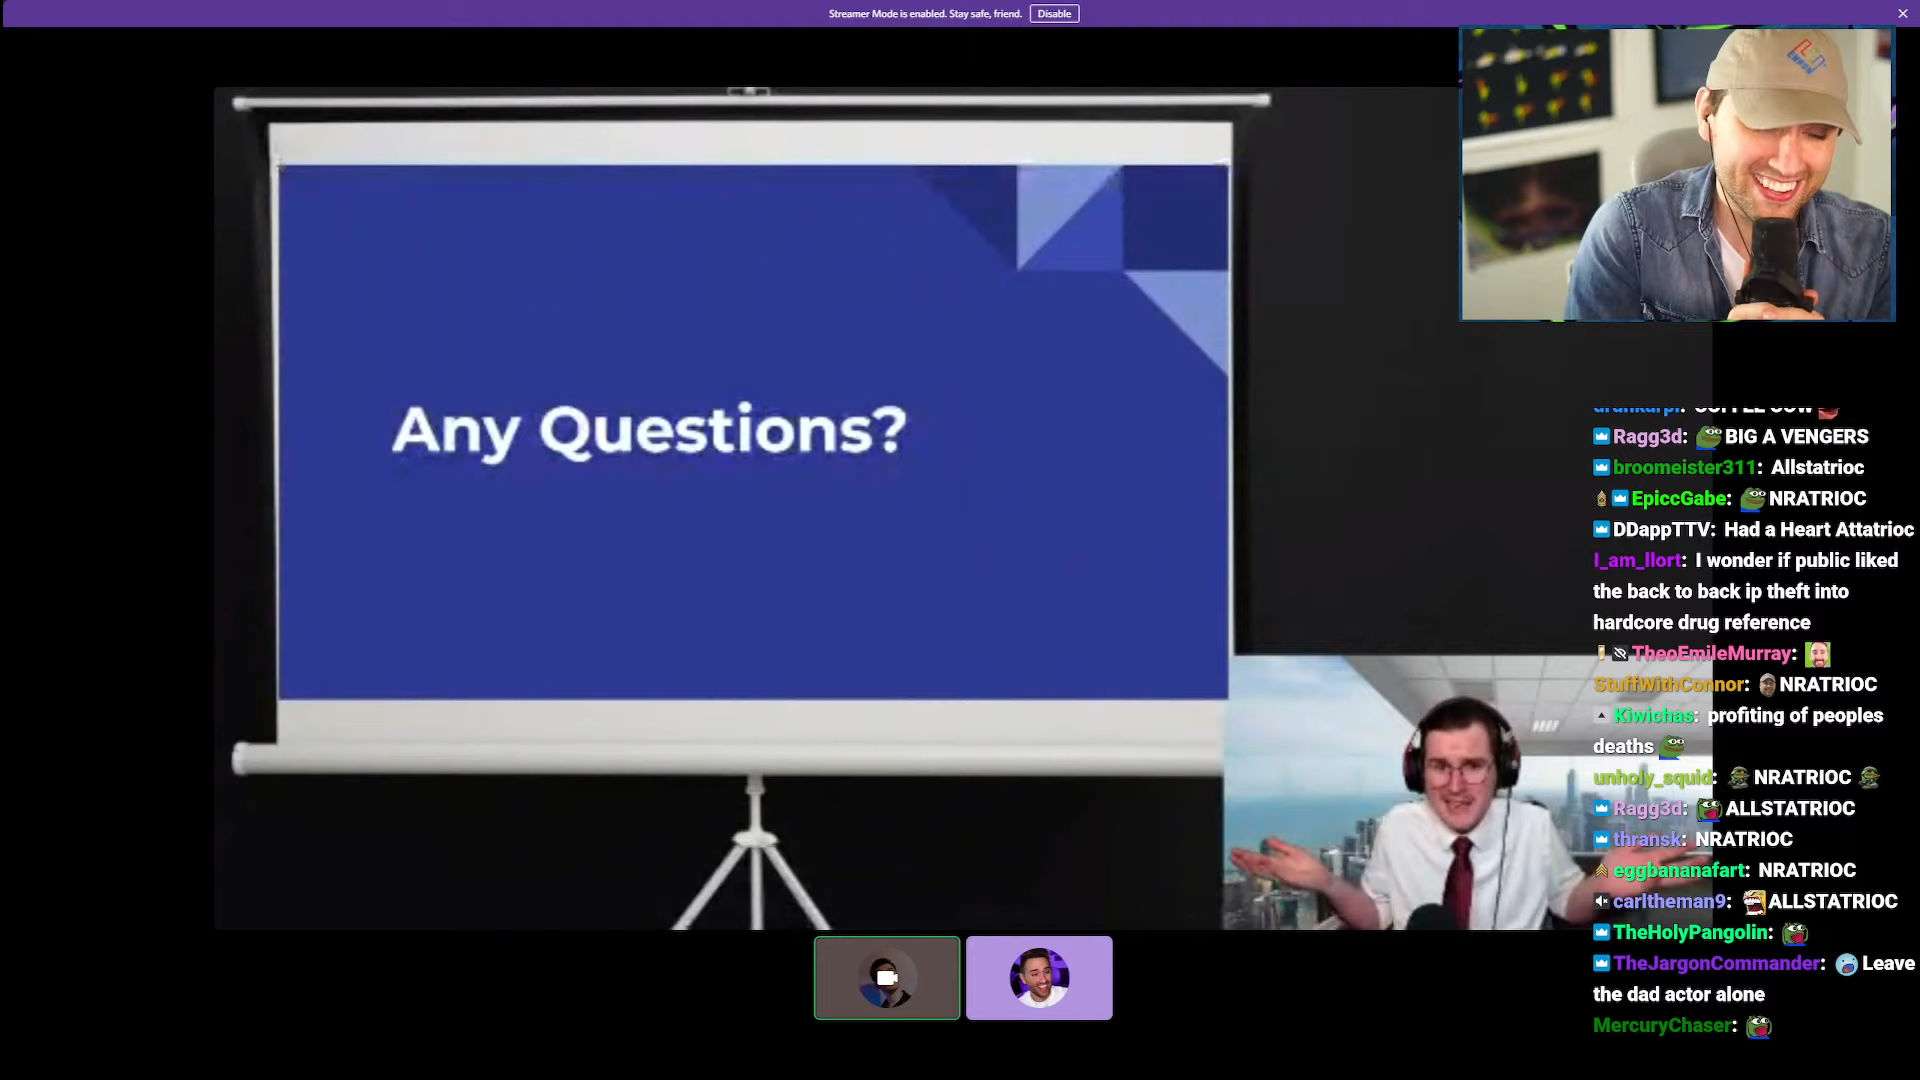 Streamer Mode is enabled. Stay safe, friend. Disable
Any Questions?
Ragg3d: BIG A VENGERS
broomeister311: Allstatrioc
EpiccGabe: NRATRIOC
DDappTTV: Had a Heart Attatrioc
I_am_llort: I wonder if public liked
the back to back ip theft into
hardcore drug reference
TheoEmileMurray:
StuffWithConnor: NRATRIOC
Kiwichas: profiting of peoples
deaths
unholy_squid: NRATRIOC
Ragg3d: ALLSTATRIOC
thransk: NRATRIOC
eggbananafart: NRATRIOC
carltheman9: ALLSTATRIOC
TheHolyPangolin:
TheJargonCommander: Leave
the dad actor alone
MercuryChaser: